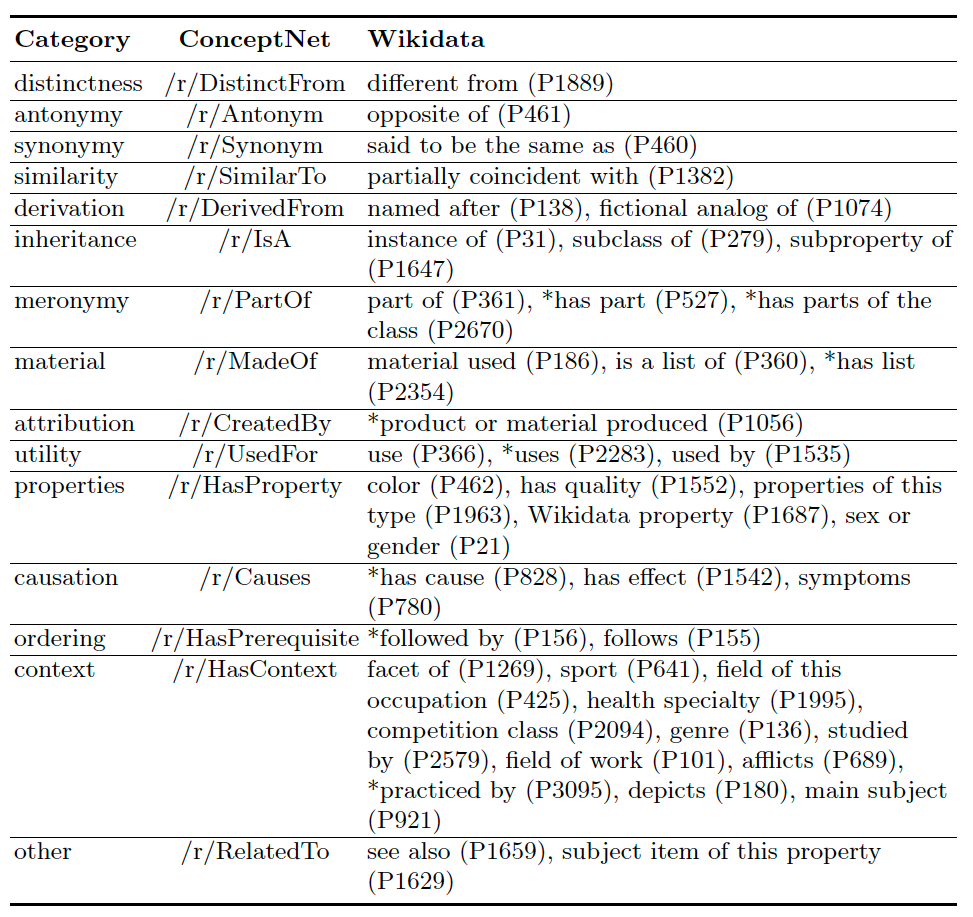 Category ConceptNet Wikidata
distinctness /r/DistinctFrom different from (P1889)
antonymy /r/Antonym opposite of (P461)
synonymy /r/Synonym said to be the same as (P460)
similarity /r/SimilarTo partially coincident with (P1382)
derivation /r/DerivedFrom named after (P138), fictional analog of (P1074)
inheritance /r/IsA instance of (P31), subclass of (P279), subproperty of
(P1647)
meronymy /r/PartOf part of (P361), *has part (P527), *has parts of the
class (P2670)
material /r/MadeOf material used (P186), is a list of (P360), *has list
(P2354)
attribution /r/CreatedBy *product or material produced (P1056)
utility /r/UsedFor use (P366), *uses (P2283), used by (P1535)
properties /r/HasProperty color (P462), has quality (P1552), properties of this
type (P1963), Wikidata property (P1687), sex or
gender (P21)
causation /r/Causes *has cause (P828), has effect (P1542), symptoms
(P780)
ordering /r/HasPrerequisite *followed by (P156), follows (P155)
context /r/HasContext facet of (P1269), sport (P641), field of this
occupation (P425), health specialty (P1995),
competition class (P2094), genre (P136), studied
by (P2579), field of work (P101), afflicts (P689),
*practiced by (P3095), depicts (P180), main subject
(P921)
other /r/RelatedTo see also (P1659), subject item of this property
(P1629)